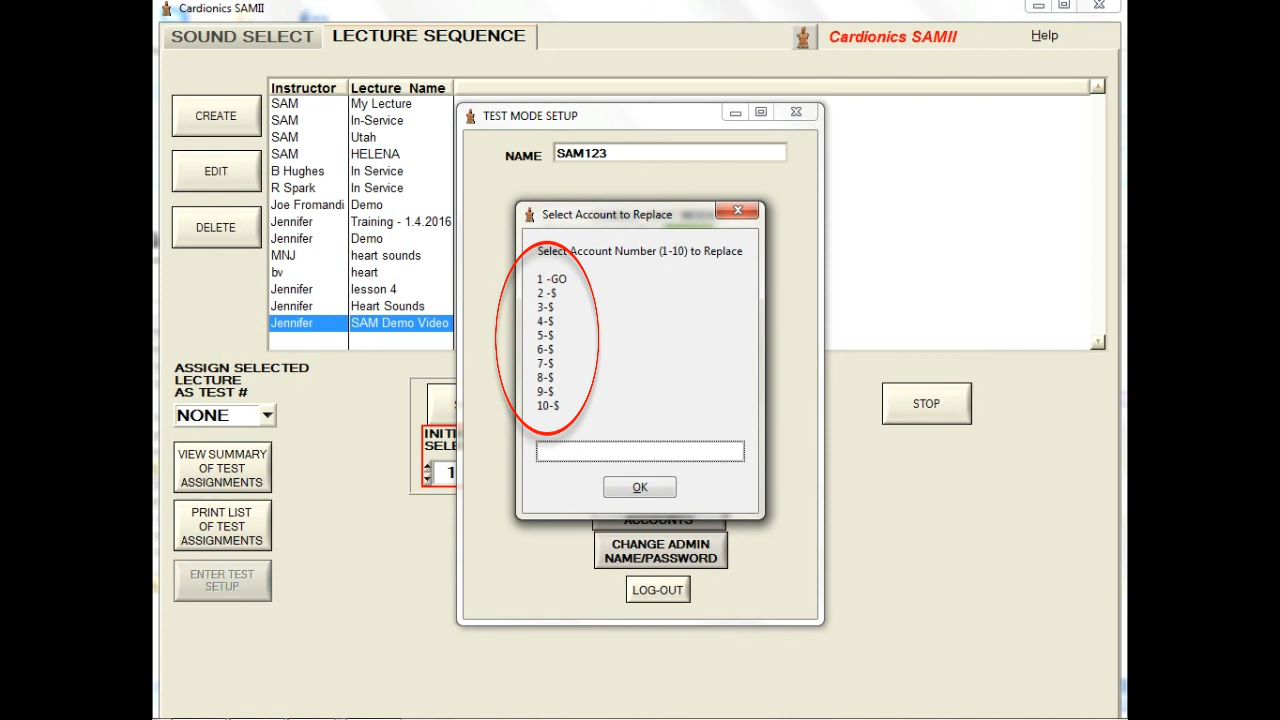 Cardionics SAMII
SOUND SELECT
LECTURE SEQUENCE
Cardionics SAMII
Help
Instructor Lecture Name
SAM My Lecture
SAM In-Service
SAM Utah
SAM HELENA
B Hughes In Service
R Spark In Service
Joe Fromandi Demo
Jennifer Training - 1.4.2016
Jennifer Demo
MNJ heart sounds
bv heart
Jennifer lesson 4
Jennifer Heart Sounds
Jennifer SAM Demo Video
CREATE
EDIT
DELETE
ASSIGN SELECTED
LECTURE
AS TEST #
NONE
VIEW SUMMARY
OF TEST
ASSIGNMENTS
PRINT LIST
OF TEST
ASSIGNMENTS
ENTER TEST
SETUP
1
STOP
TEST MODE SETUP
NAME SAM123
Select Account to Replace
Select Account Number (1-10) to Replace
1 -GO
2 -$
3-$
4-$
5-$
6-$
7-$
8-$
9-$
10-$
OK
ACCOUNTS
CHANGE ADMIN
NAME/PASSWORD
LOG-OUT